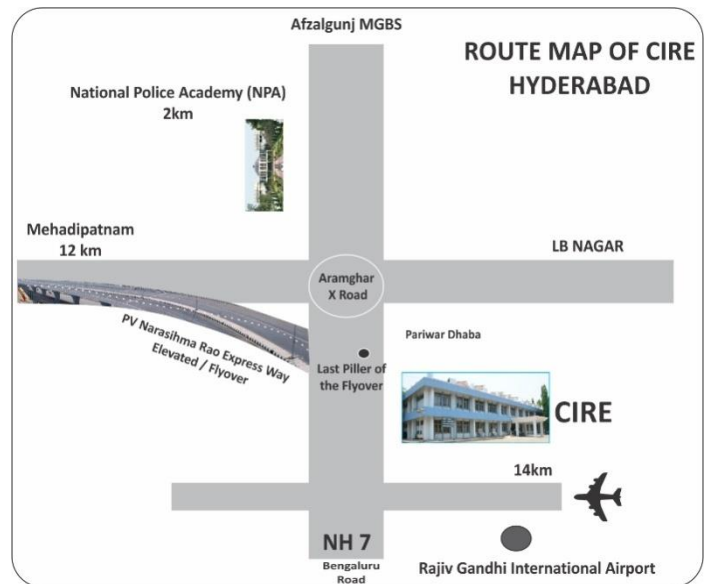 Afzalgunj MGBS
ROUTE MAP OF CIRE
HYDERABAD
National Police Academy (NPA)
2km
Mehadipatnam
12 km
LB NAGAR
Aramghar
X Road
PV Narasihma Rao Express Way
Elevated / Flyover
Pariwar Dhaba
Last Piller of
the Flyover
CIRE
14km
NH 7
Bengaluru
Road
Rajiv Gandhi International Airport